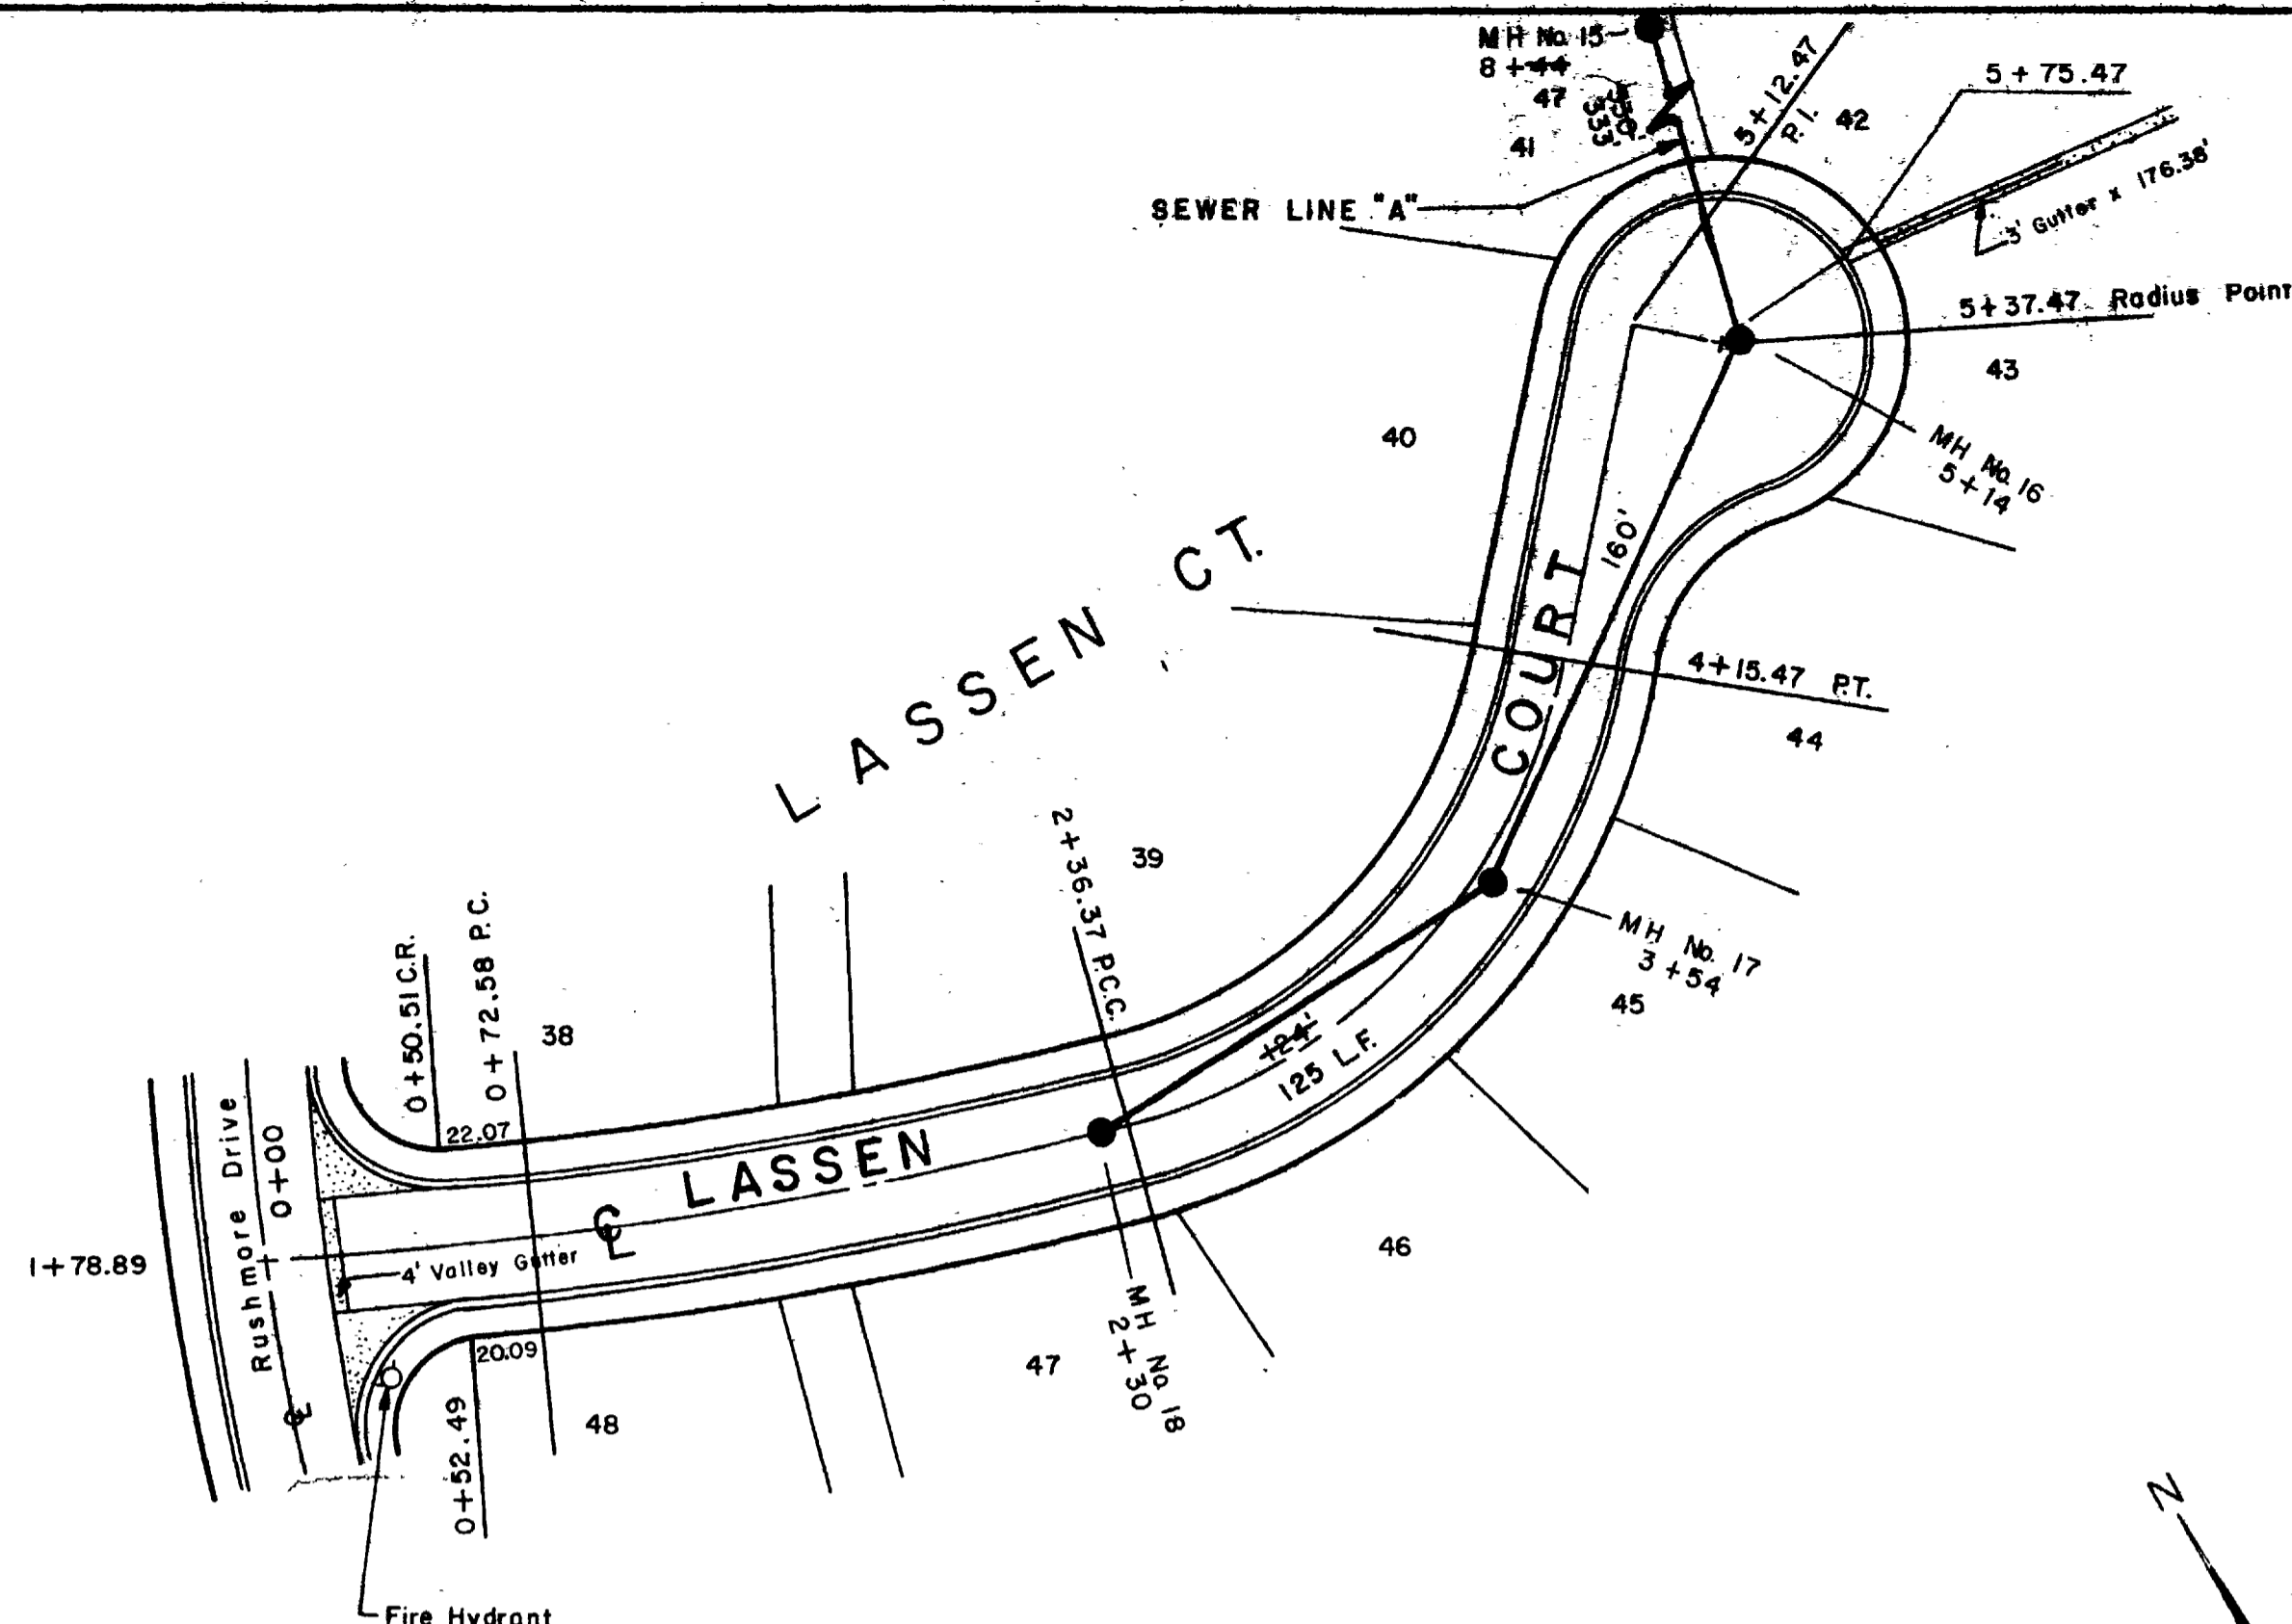 MH No. 15
8+44
47
333
41
SEWER LINE "A"
5+12.47
P.I.
42
5+75.47
3' Gutter x 176.38'
5+37.47 Radius Point
43
MH No. 16
5+14
40
160'
LASSEN CT.
COURT
4+15.47 P.T.
44
2+36.37 P.C.C.
39
MH No. 17
3+54
45
0+50.51 C.R.
0+72.58 P.C.
38
+24'
125 L.F.
22.07
LASSEN
Rushmore Drive
0+00
1+78.89
4' Valley Gutter
46
20.09
47
MH No. 18
2+30
48
0+52.49
N
Fire Hydrant